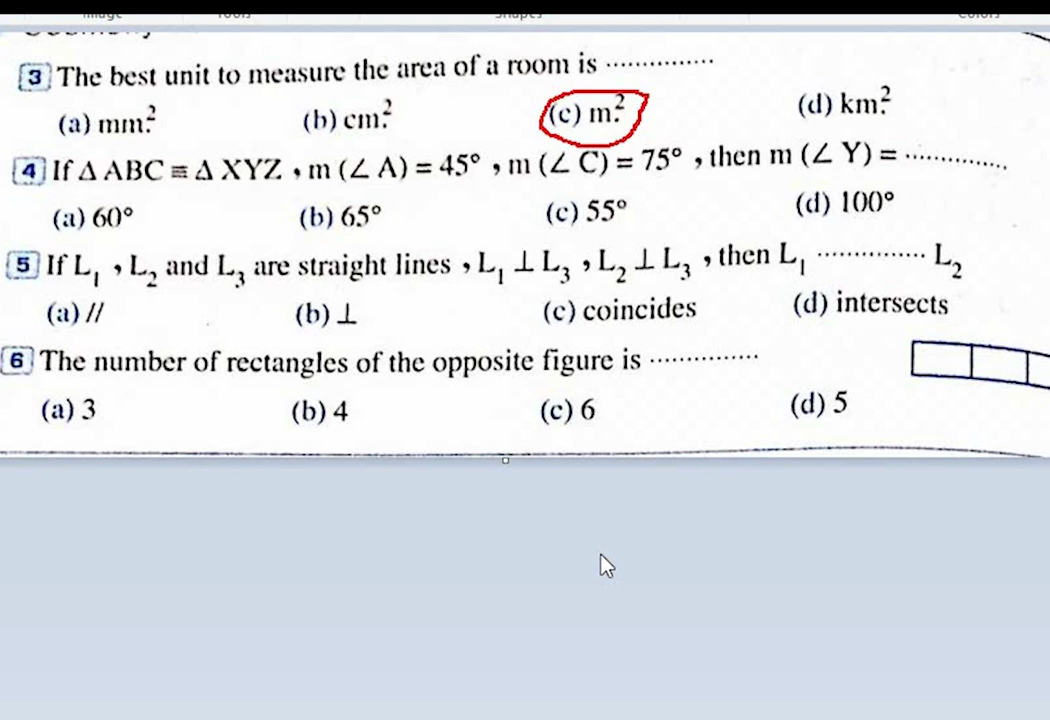 3 The best unit to measure the area of a room is ...............
(a) mm² (b) cm² (c) m² (d) km²
4 If Δ ABC ≡ Δ XYZ , m (∠ A) = 45° , m (∠ C) = 75° , then m (∠ Y) = ...............
(a) 60° (b) 65° (c) 55° (d) 100°
5 If L₁ , L₂ and L₃ are straight lines , L₁ ⊥ L₃ , L₂ ⊥ L₃ , then L₁ ............... L₂
(a) // (b) ⊥ (c) coincides (d) intersects
6 The number of rectangles of the opposite figure is ...............
(a) 3 (b) 4 (c) 6 (d) 5